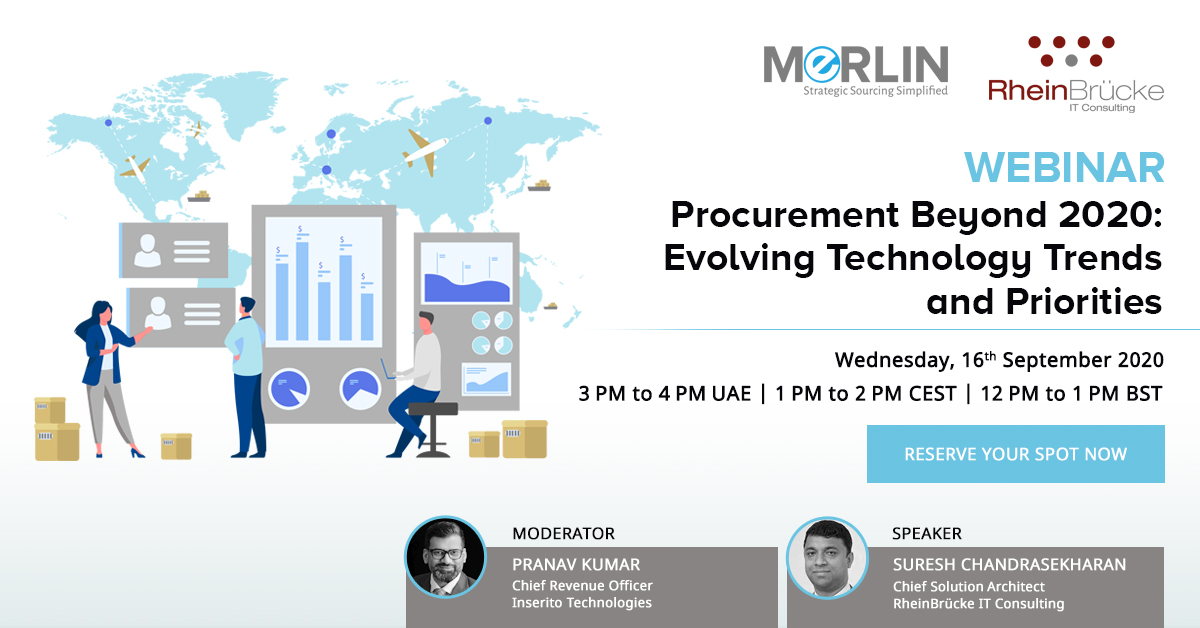 MeRLIN
Strategic Sourcing Simplified
RheinBrücke
IT Consulting
WEBINAR
Procurement Beyond 2020:
Evolving Technology Trends
and Priorities
Wednesday, 16th September 2020
3 PM to 4 PM UAE | 1 PM to 2 PM CEST | 12 PM to 1 PM BST
RESERVE YOUR SPOT NOW
$
$
$
$
$
MODERATOR
PRANAV KUMAR
Chief Revenue Officer
Inserito Technologies
SPEAKER
SURESH CHANDRASEKHARAN
Chief Solution Architect
RheinBrücke IT Consulting